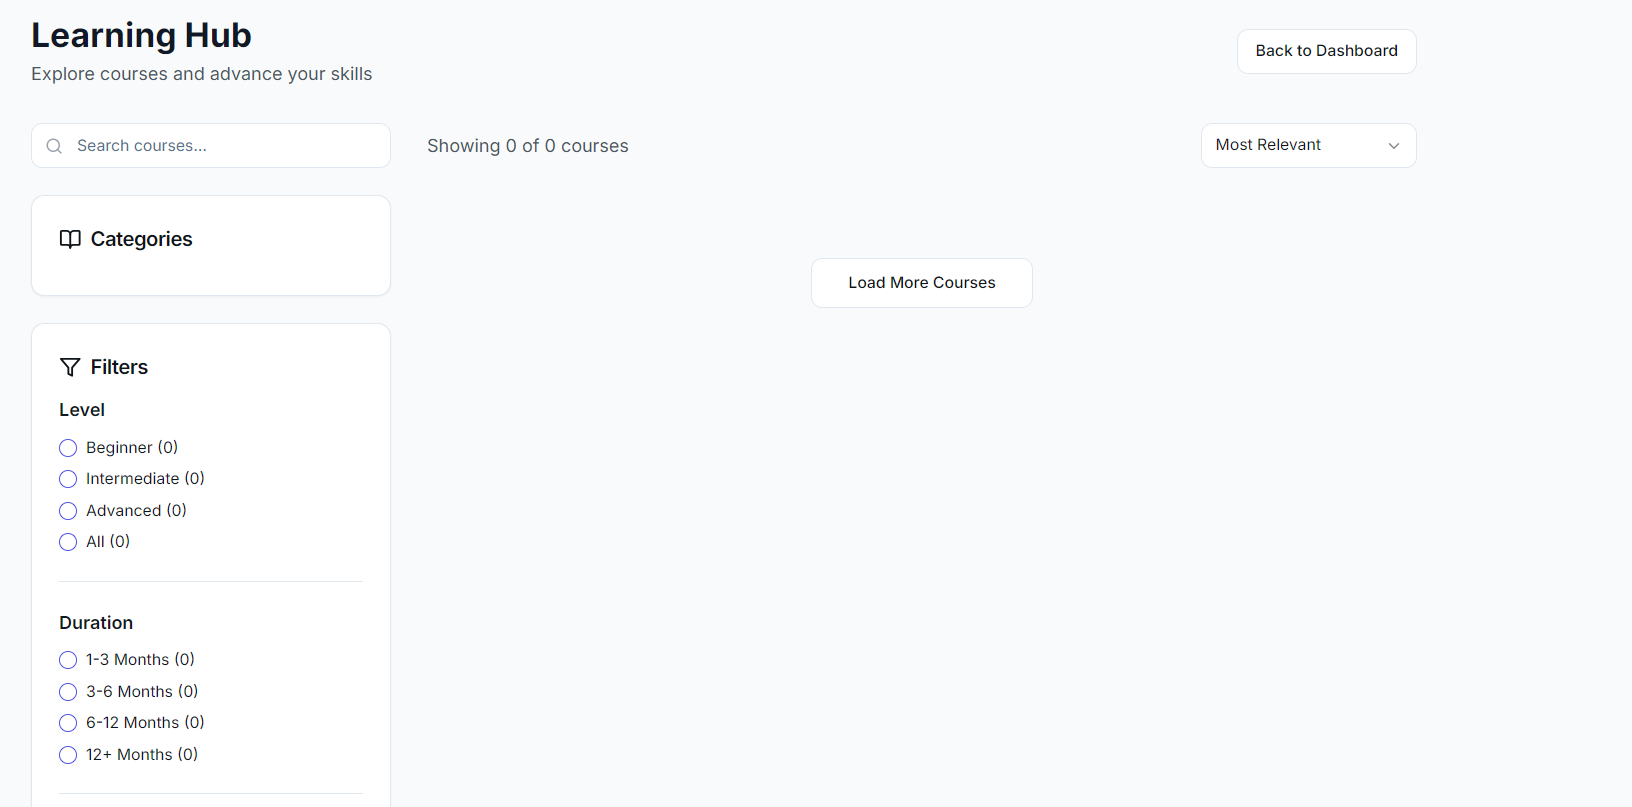 Learning Hub
Explore courses and advance your skills
Back to Dashboard
Search courses...
Showing 0 of 0 courses
Most Relevant
Categories
Load More Courses
Filters
Level
Beginner (0)
Intermediate (0)
Advanced (0)
All (0)
Duration
1-3 Months (0)
3-6 Months (0)
6-12 Months (0)
12+ Months (0)